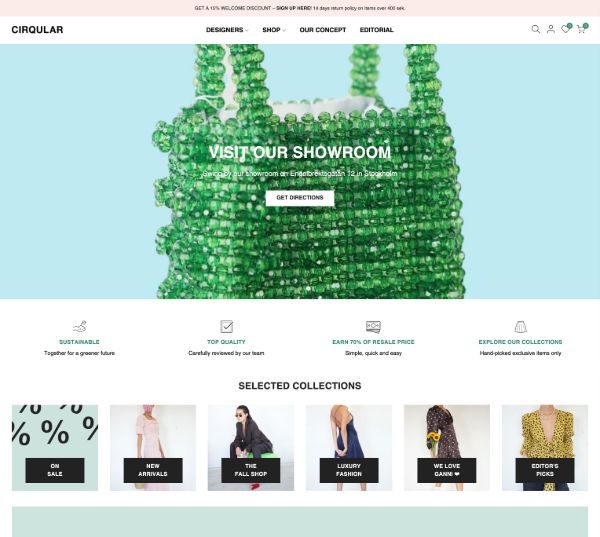 GET A 15% WELCOME DISCOUNT – SIGN UP HERE! 14 days return policy on items over 400 sek.
CIRQULAR
DESIGNERS
SHOP
OUR CONCEPT
EDITORIAL
0
0
VISIT OUR SHOWROOM
Swing by our showroom on Engelbrektsgatan 12 in Stockholm
GET DIRECTIONS
SUSTAINABLE
Together for a greener future
TOP QUALITY
Carefully reviewed by our team
EARN 70% OF RESALE PRICE
Simple, quick and easy
EXPLORE OUR COLLECTIONS
Hand-picked exclusive items only
SELECTED COLLECTIONS
% % %
% % %
ON
SALE
NEW
ARRIVALS
THE
FALL SHOP
LUXURY
FASHION
WE LOVE
GANNI ❤
EDITOR'S
PICKS